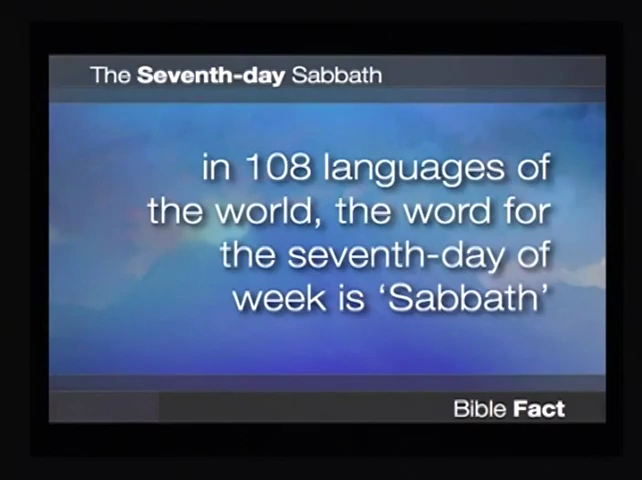 The Seventh-day Sabbath
in 108 languages of
the world, the word for
the seventh-day of
week is ‘Sabbath’
Bible Fact